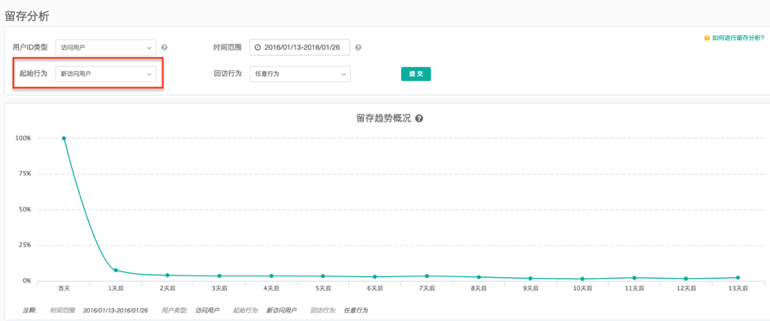 留存分析
如何进行留存分析?
用户ID类型 访问用户 时间范围 2016/01/13-2016/01/26
起始行为 新访问用户 回访行为 任意行为 提 交
留存趋势概况
100%
75%
50%
25%
0%
当天 1天后 2天后 3天后 4天后 5天后 6天后 7天后 8天后 9天后 10天后 11天后 12天后 13天后
注释: 时间范围: 2016/01/13-2016/01/26 用户类型: 访问用户 起始行为: 新访问用户 回访行为: 任意行为